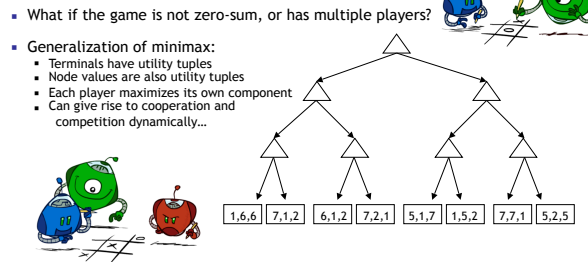 What if the game is not zero-sum, or has multiple players?
Generalization of minimax:
Terminals have utility tuples
Node values are also utility tuples
Each player maximizes its own component
Can give rise to cooperation and
competition dynamically…
1,6,6 7,1,2 6,1,2 7,2,1 5,1,7 1,5,2 7,7,1 5,2,5